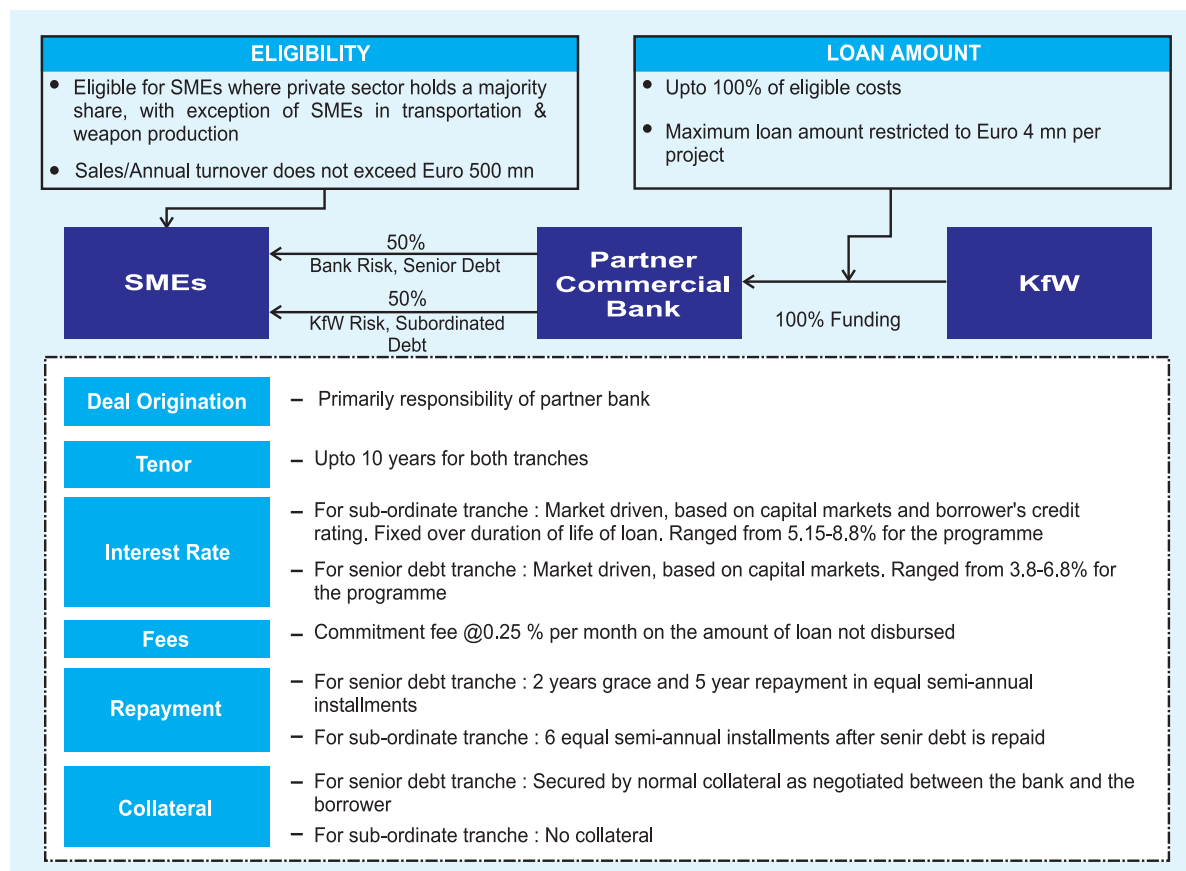 ELIGIBILITY
• Eligible for SMEs where private sector holds a majority
share, with exception of SMEs in transportation &
weapon production
• Sales/Annual turnover does not exceed Euro 500 mn
LOAN AMOUNT
• Upto 100% of eligible costs
• Maximum loan amount restricted to Euro 4 mn per
project
SMEs
50%
Bank Risk, Senior Debt
50%
KfW Risk, Subordinated
Debt
Partner
Commercial
Bank
100% Funding
KfW
Deal Origination
– Primarily responsibility of partner bank
Tenor
– Upto 10 years for both tranches
Interest Rate
– For sub-ordinate tranche : Market driven, based on capital markets and borrower's credit
rating. Fixed over duration of life of loan. Ranged from 5.15-8.8% for the programme
– For senior debt tranche : Market driven, based on capital markets. Ranged from 3.8-6.8% for
the programme
Fees
– Commitment fee @0.25 % per month on the amount of loan not disbursed
Repayment
– For senior debt tranche : 2 years grace and 5 year repayment in equal semi-annual
installments
– For sub-ordinate tranche : 6 equal semi-annual installments after senir debt is repaid
Collateral
– For senior debt tranche : Secured by normal collateral as negotiated between the bank and the
borrower
– For sub-ordinate tranche : No collateral